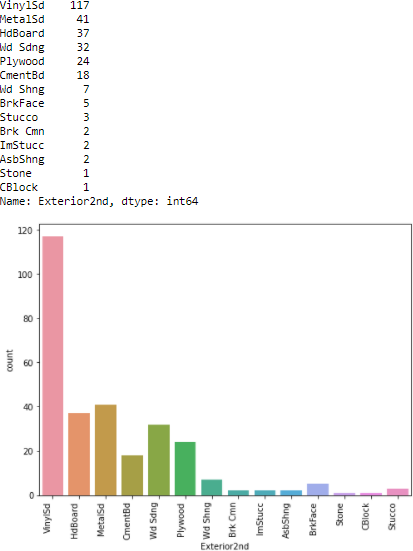 VinylSd 117
MetalSd 41
HdBoard 37
Wd Sdng 32
Plywood 24
CmentBd 18
Wd Shng 7
BrkFace 5
Stucco 3
Brk Cmn 2
ImStucc 2
AsbShng 2
Stone 1
CBlock 1
Name: Exterior2nd, dtype: int64
120
100
80
60
40
20
0
count
VinylSd
HdBoard
MetalSd
CmentBd
Wd Sdng
Plywood
Wd Shng
Brk Cmn
ImStucc
AsbShng
BrkFace
Stone
CBlock
Stucco
Exterior2nd